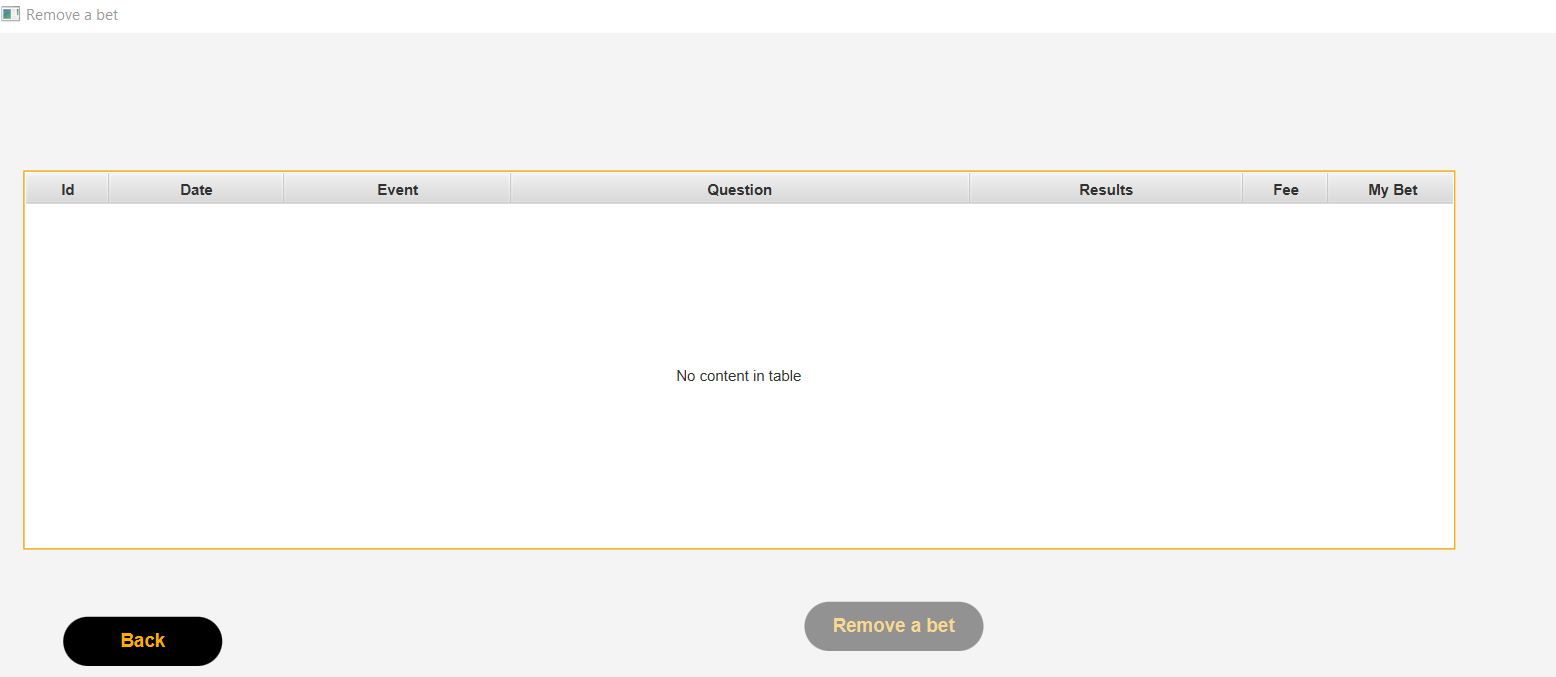 Remove a bet
Id Date Event Question Results Fee My Bet
No content in table
Back
Remove a bet